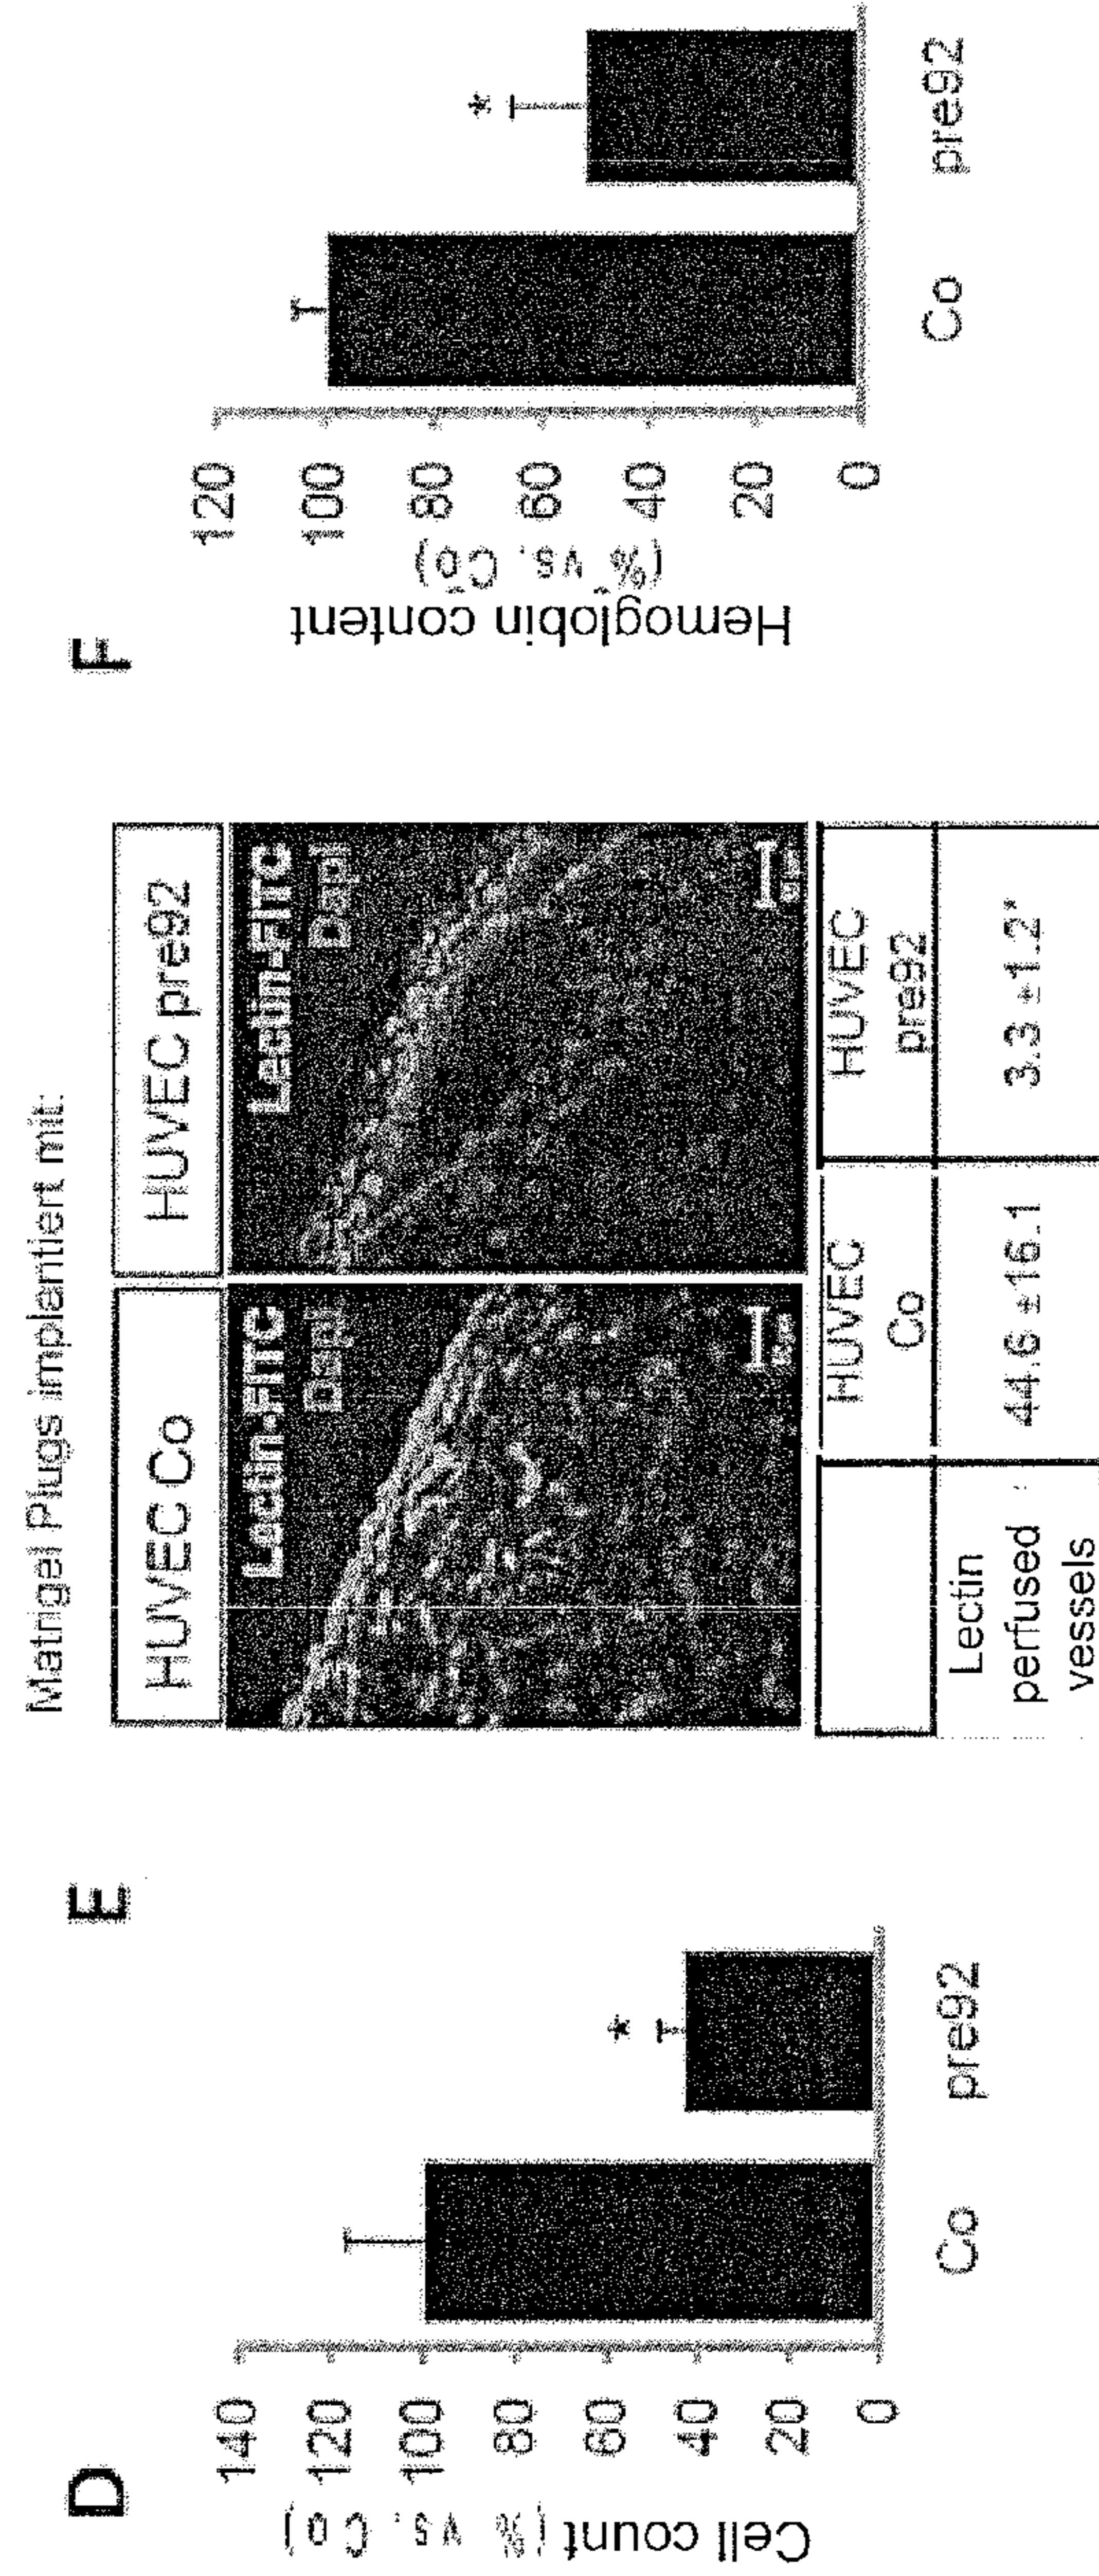 D
Cell count (% vs. Co)
140
120
100
80
60
40
20
0
*
Co
pre92
E
Matrigel Plugs implantiert mit:
HUVEC Co
HUVEC pre92
Lectin-FITC
Dapi
Lectin-FITC
Dapi
HUVEC
Co
HUVEC
pre92
Lectin
perfused
vessels
44.6 ±16.1
3.3 ±1.2*
F
Hemoglobin content
(% vs. Co)
120
100
80
60
40
20
0
*
Co
pre92